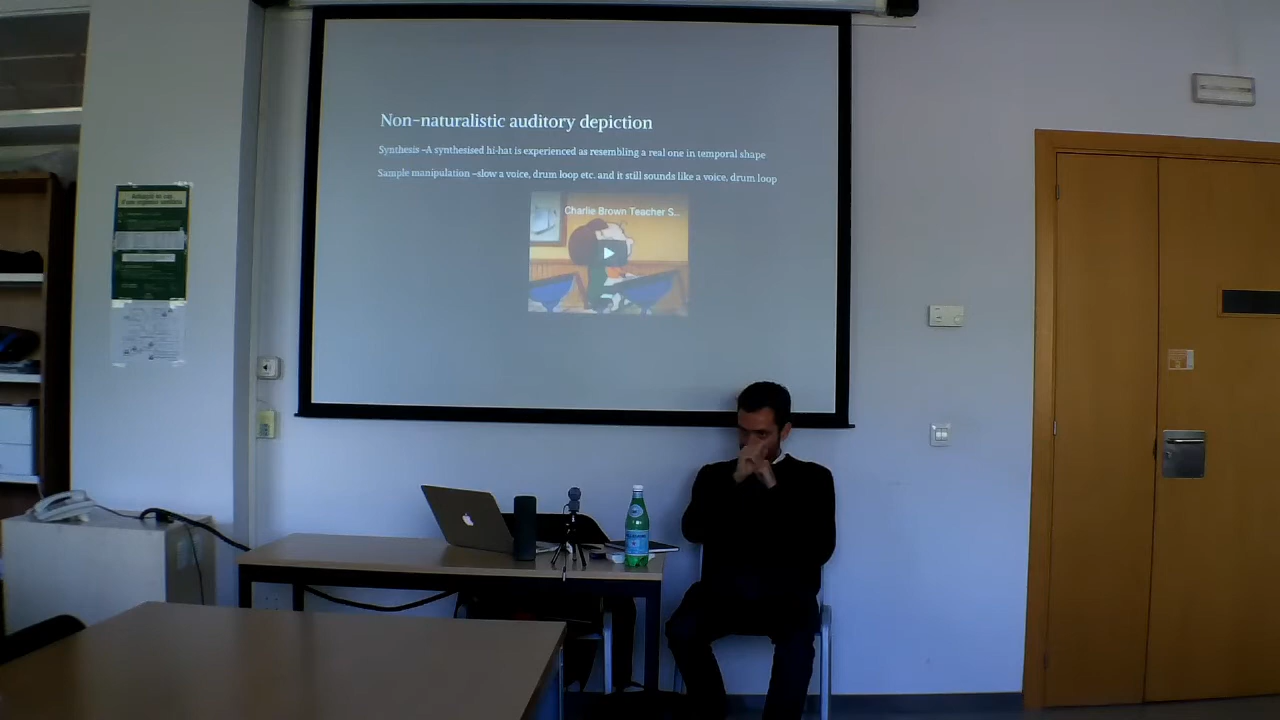 Non-naturalistic auditory depiction
Synthesis –A synthesised hi-hat is experienced as resembling a real one in temporal shape
Sample manipulation –slow a voice, drum loop etc. and it still sounds like a voice, drum loop
Charlie Brown Teacher S...